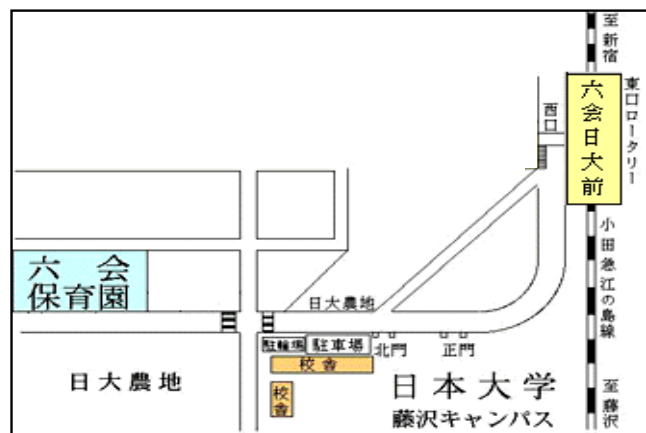 至新宿
東口ロータリー
六会日大前
西口
小田急江の島線
至藤沢
六会
保育園
日大農地
駐輪場
駐車場
北門
正門
校舎
校舎
日大農地
日本大学
藤沢キャンパス